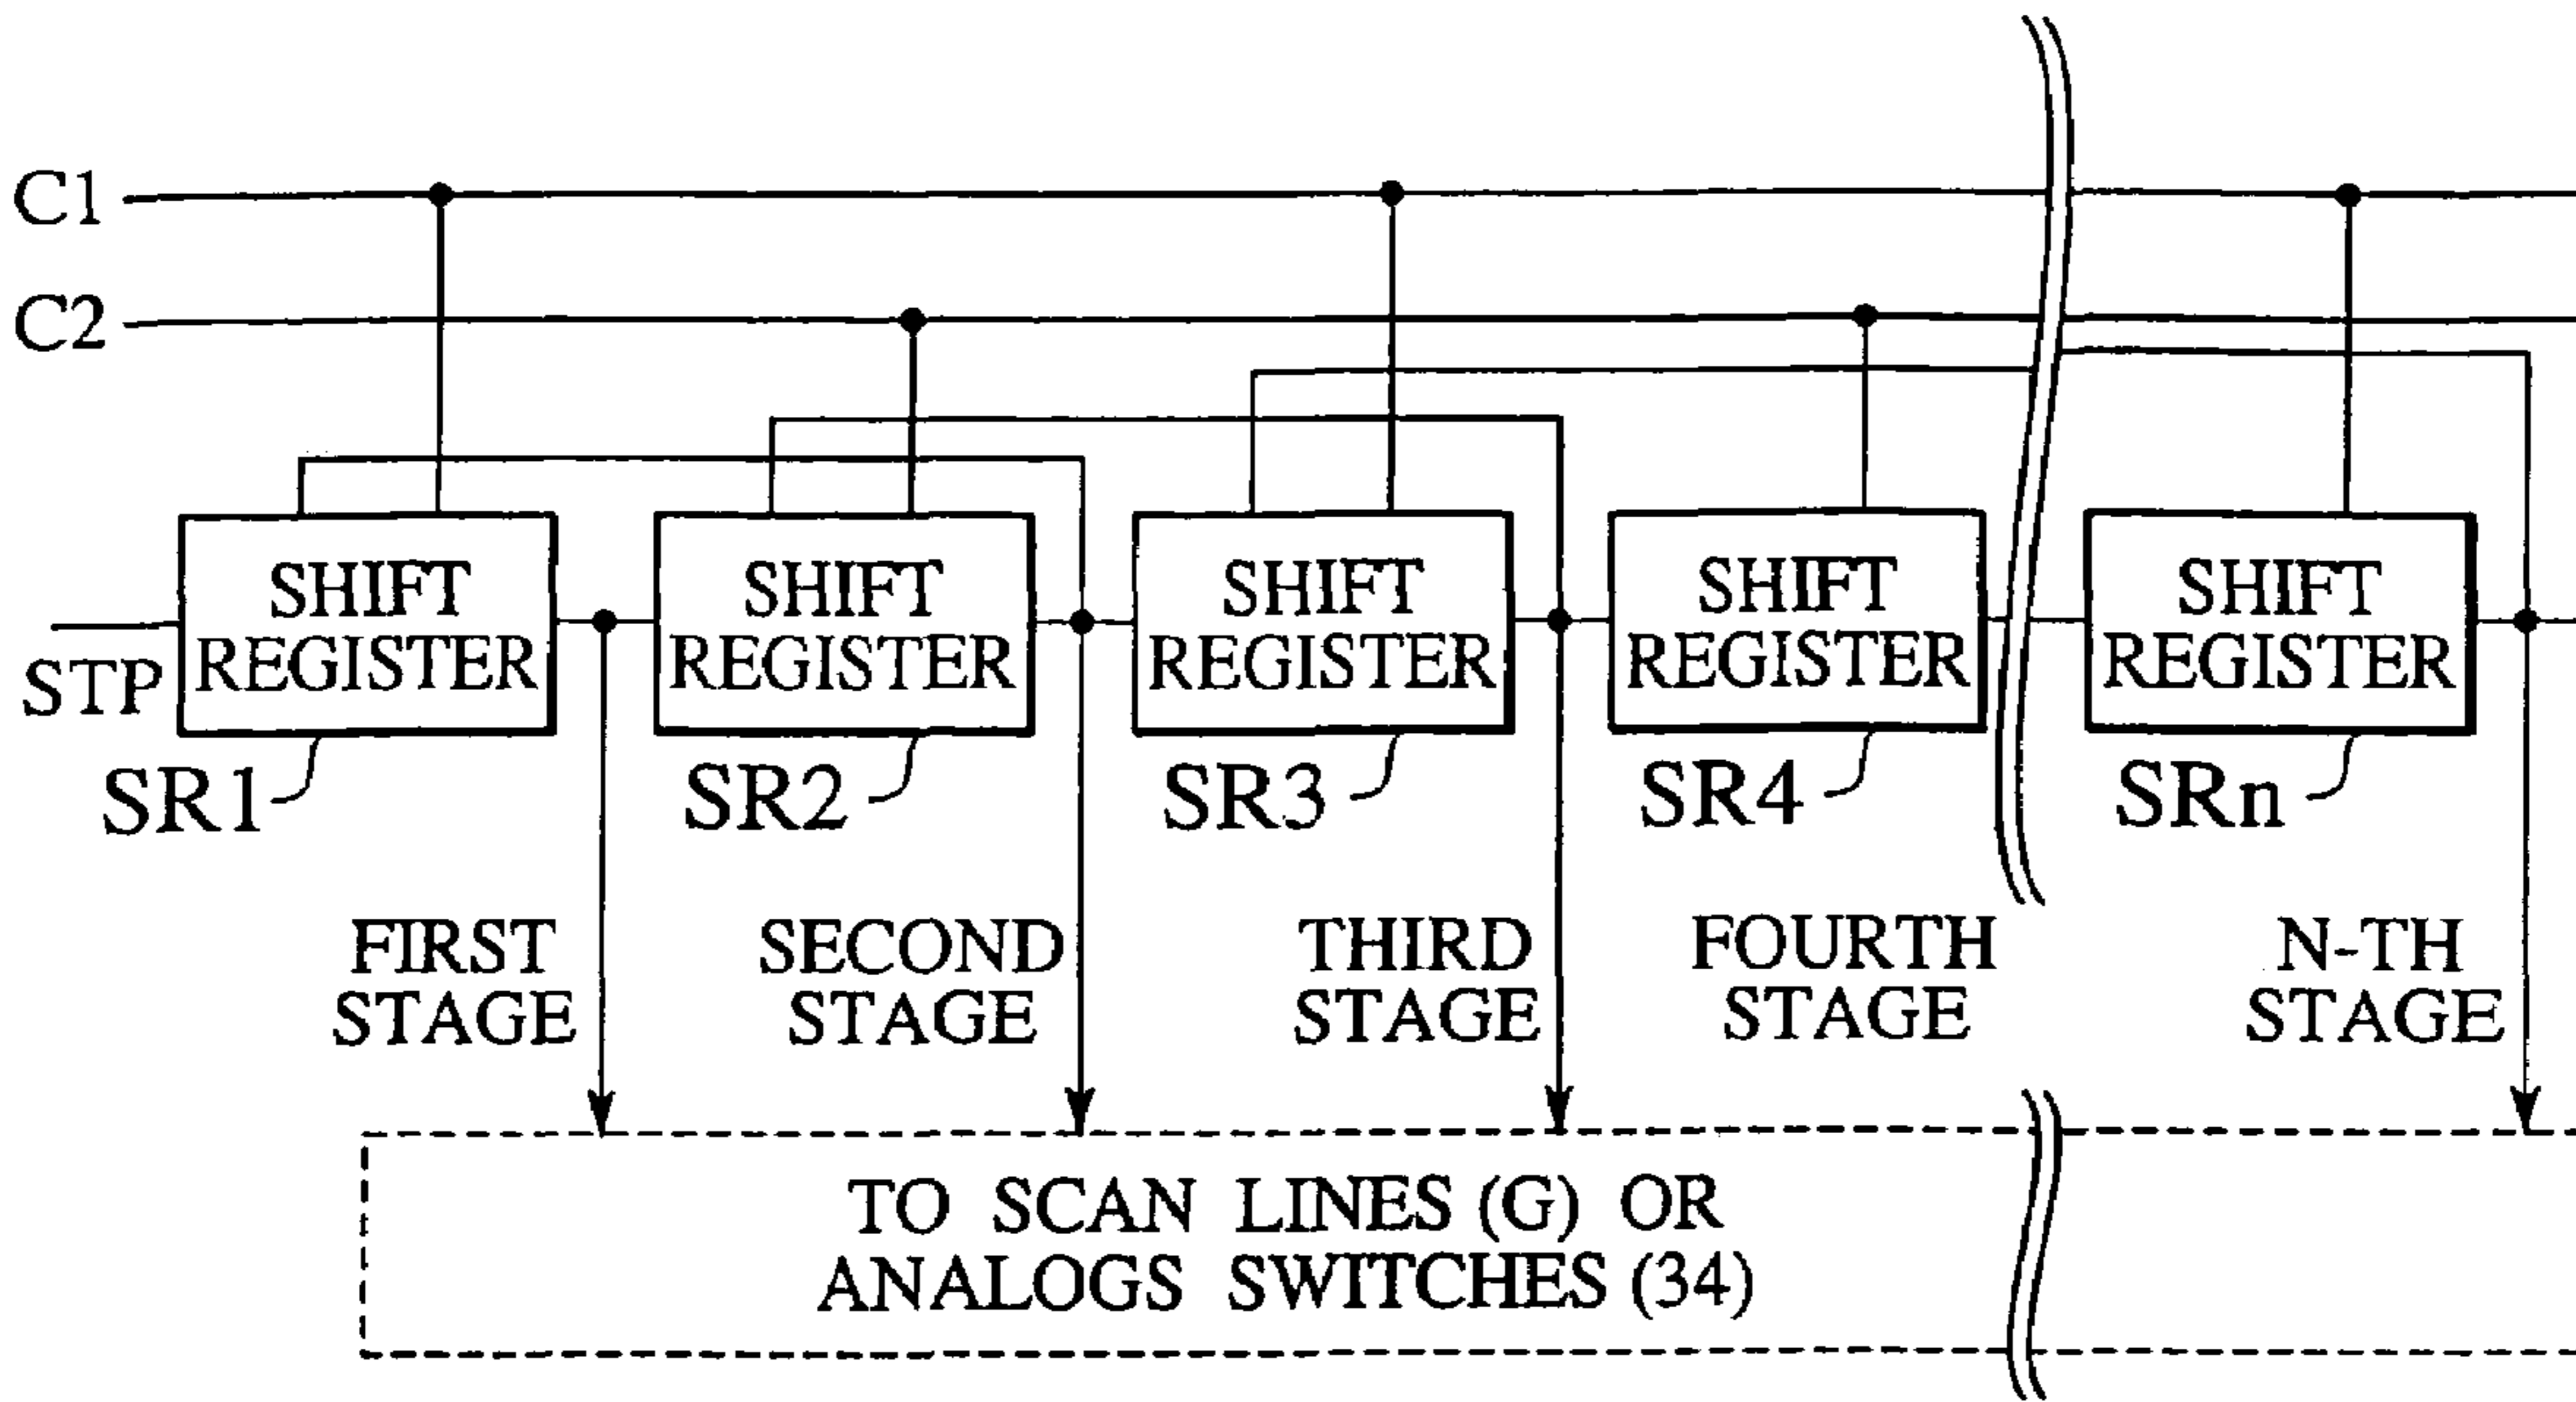 C1
C2
SHIFT
REGISTER
SHIFT
REGISTER
SHIFT
REGISTER
SHIFT
REGISTER
SHIFT
REGISTER
STP
SR1
SR2
SR3
SR4
SRn
FIRST
STAGE
SECOND
STAGE
THIRD
STAGE
FOURTH
STAGE
N-TH
STAGE
TO SCAN LINES (G) OR
ANALOGS SWITCHES (34)